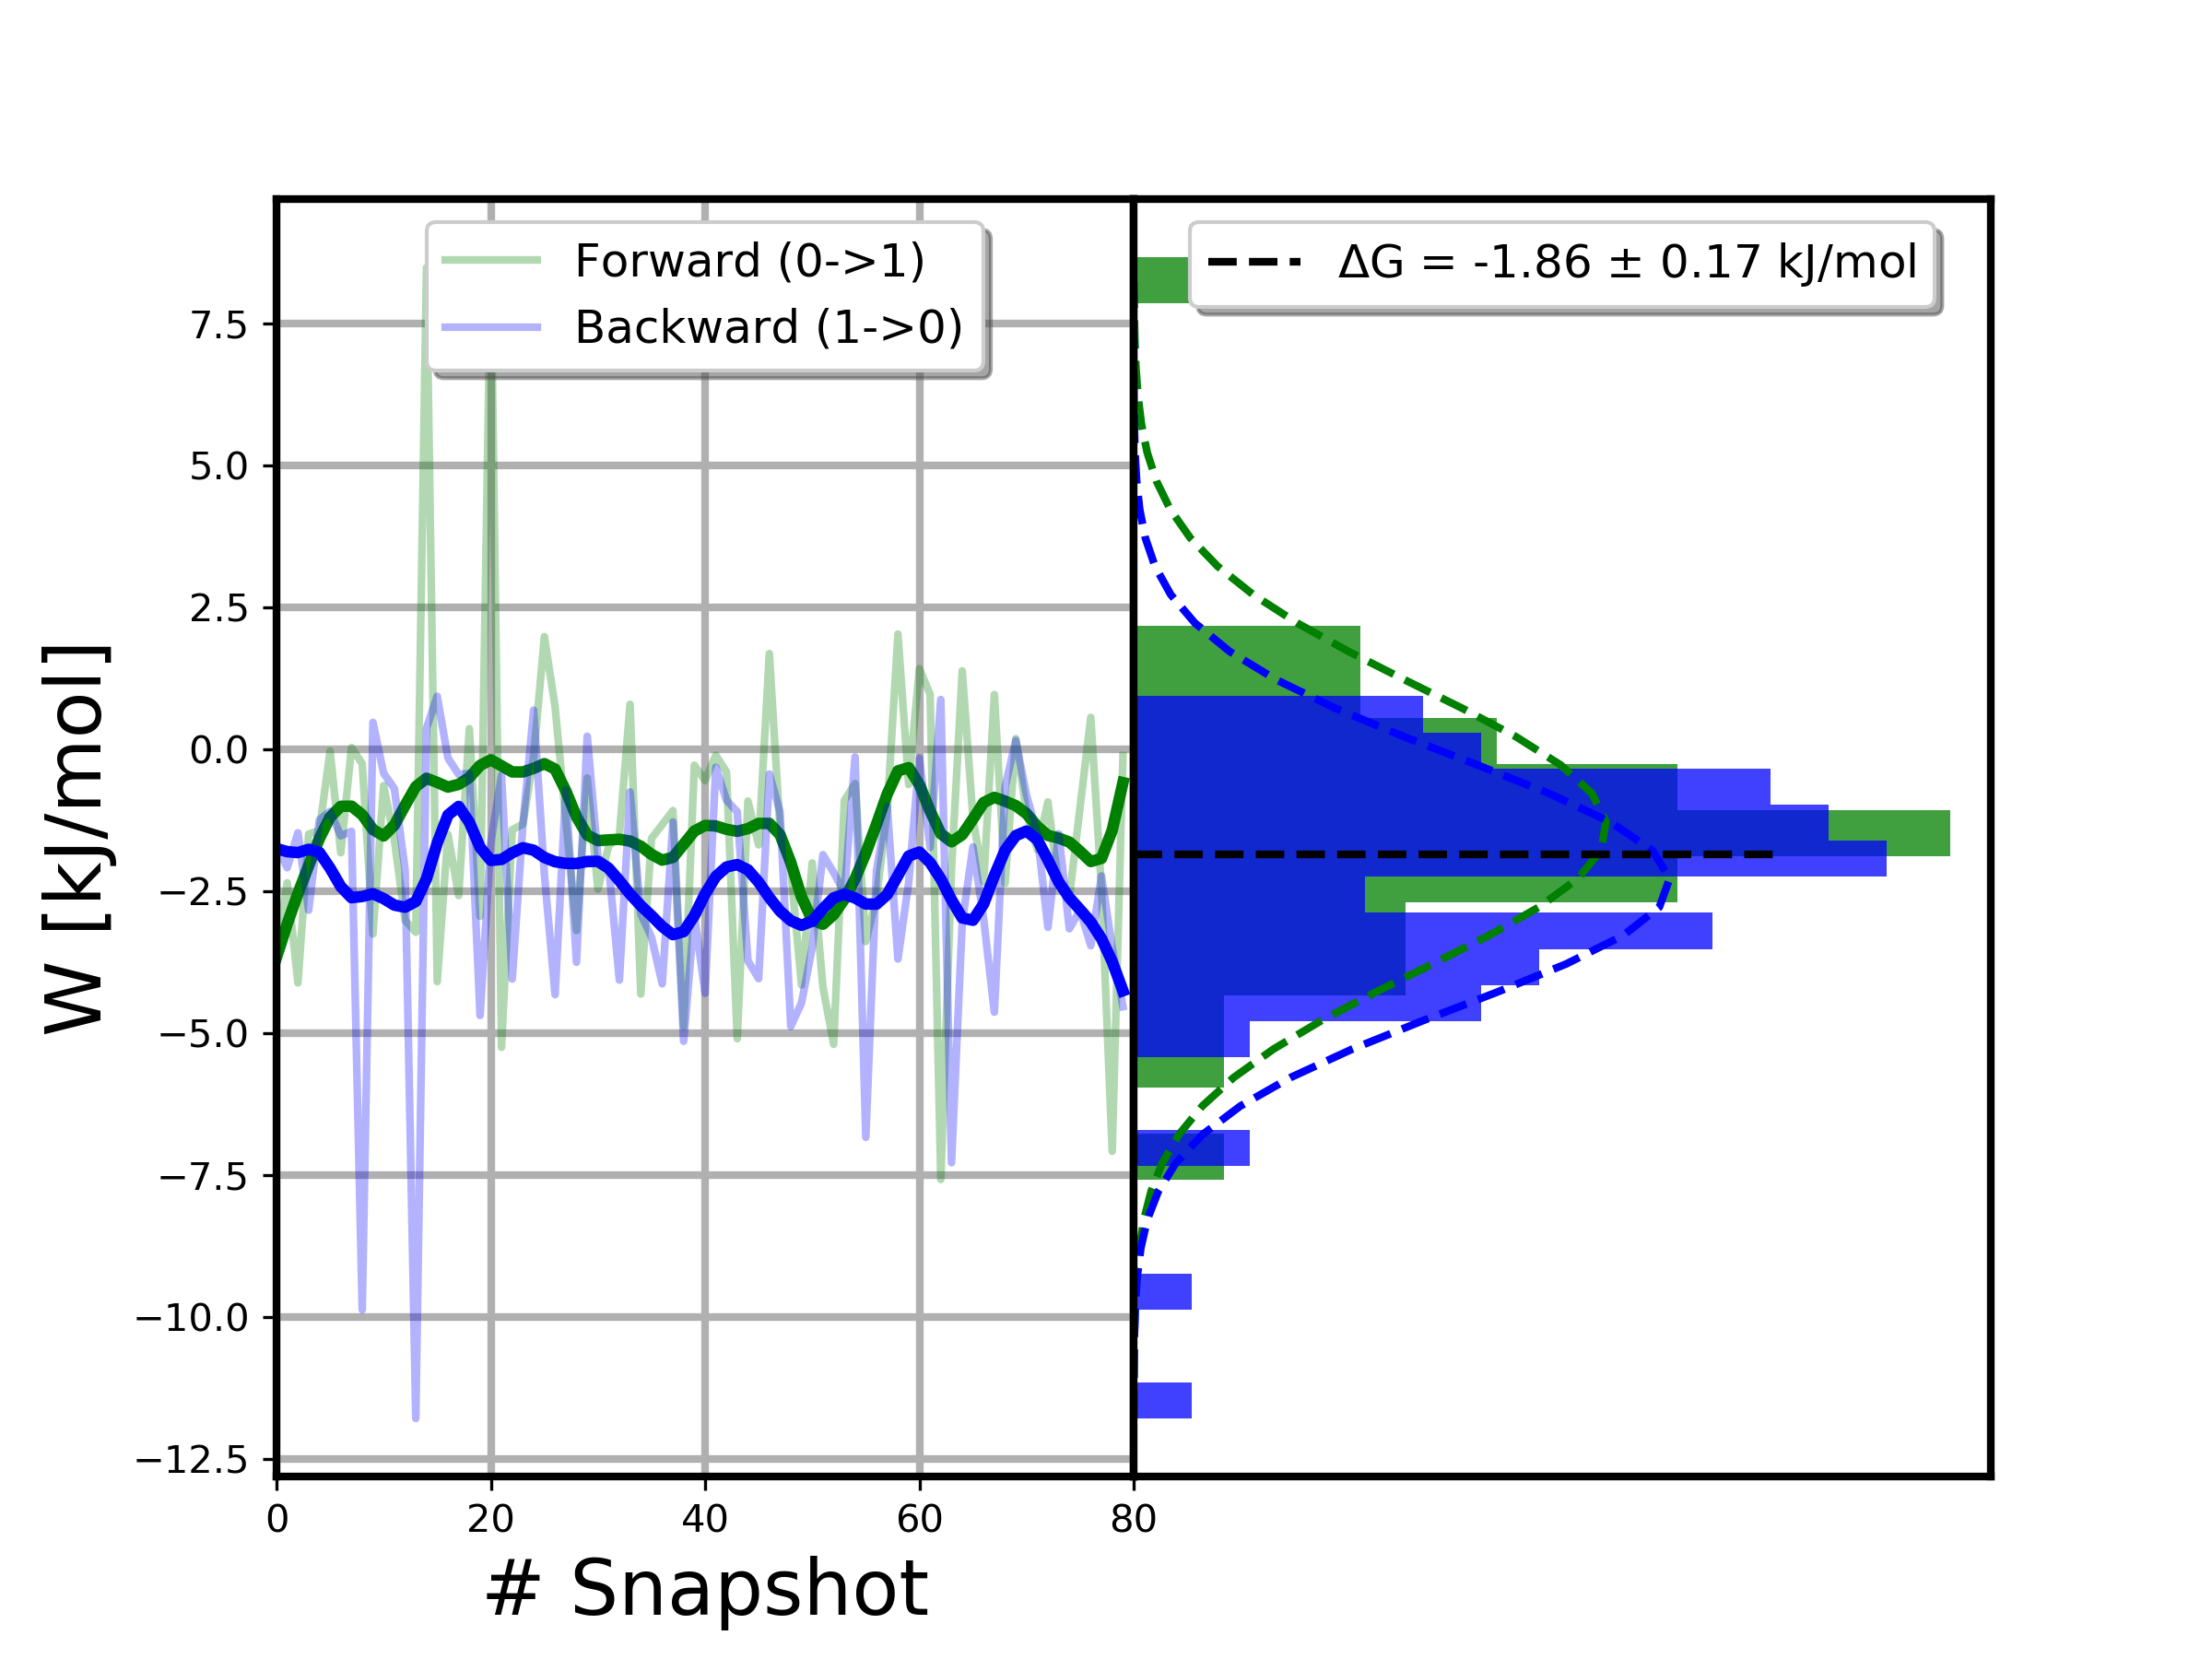 Forward (0->1)
Backward (1->0)
ΔG = -1.86 ± 0.17 kJ/mol
W [kJ/mol]
7.5
5.0
2.5
0.0
−2.5
−5.0
−7.5
−10.0
−12.5
0 20 40 60 80
# Snapshot